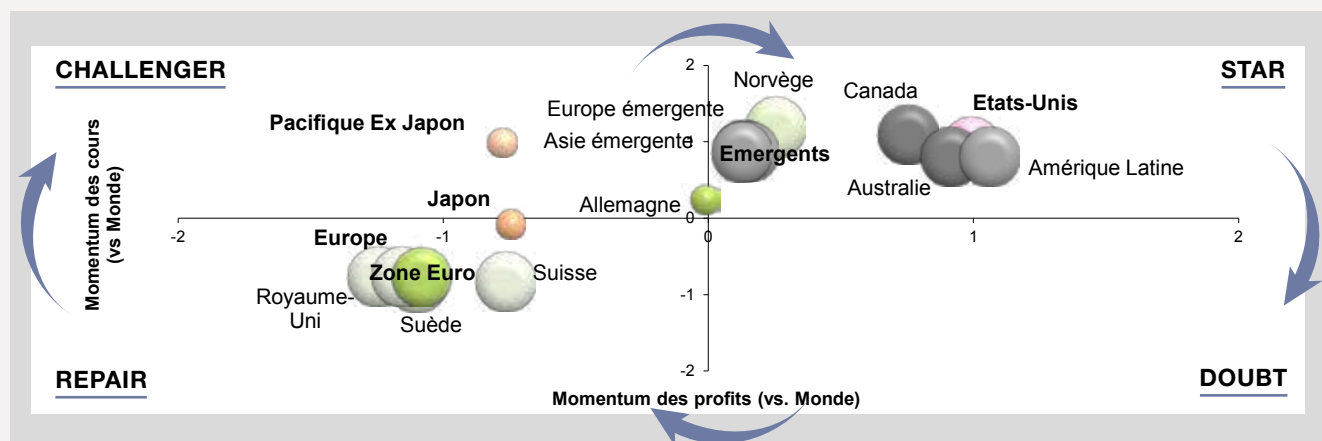 CHALLENGER
STAR
2
Norvège
Canada
Europe émergente
Etats-Unis
Pacifique Ex Japon
Asie émergente
1
Emergents
Amérique Latine
Australie
Momentum des cours
(vs Monde)
Japon
Allemagne
0
-2
-1
0
1
2
Europe
Zone Euro
Suisse
Royaume-
Uni
Suède
-1
REPAIR
-2
DOUBT
Momentum des profits (vs. Monde)